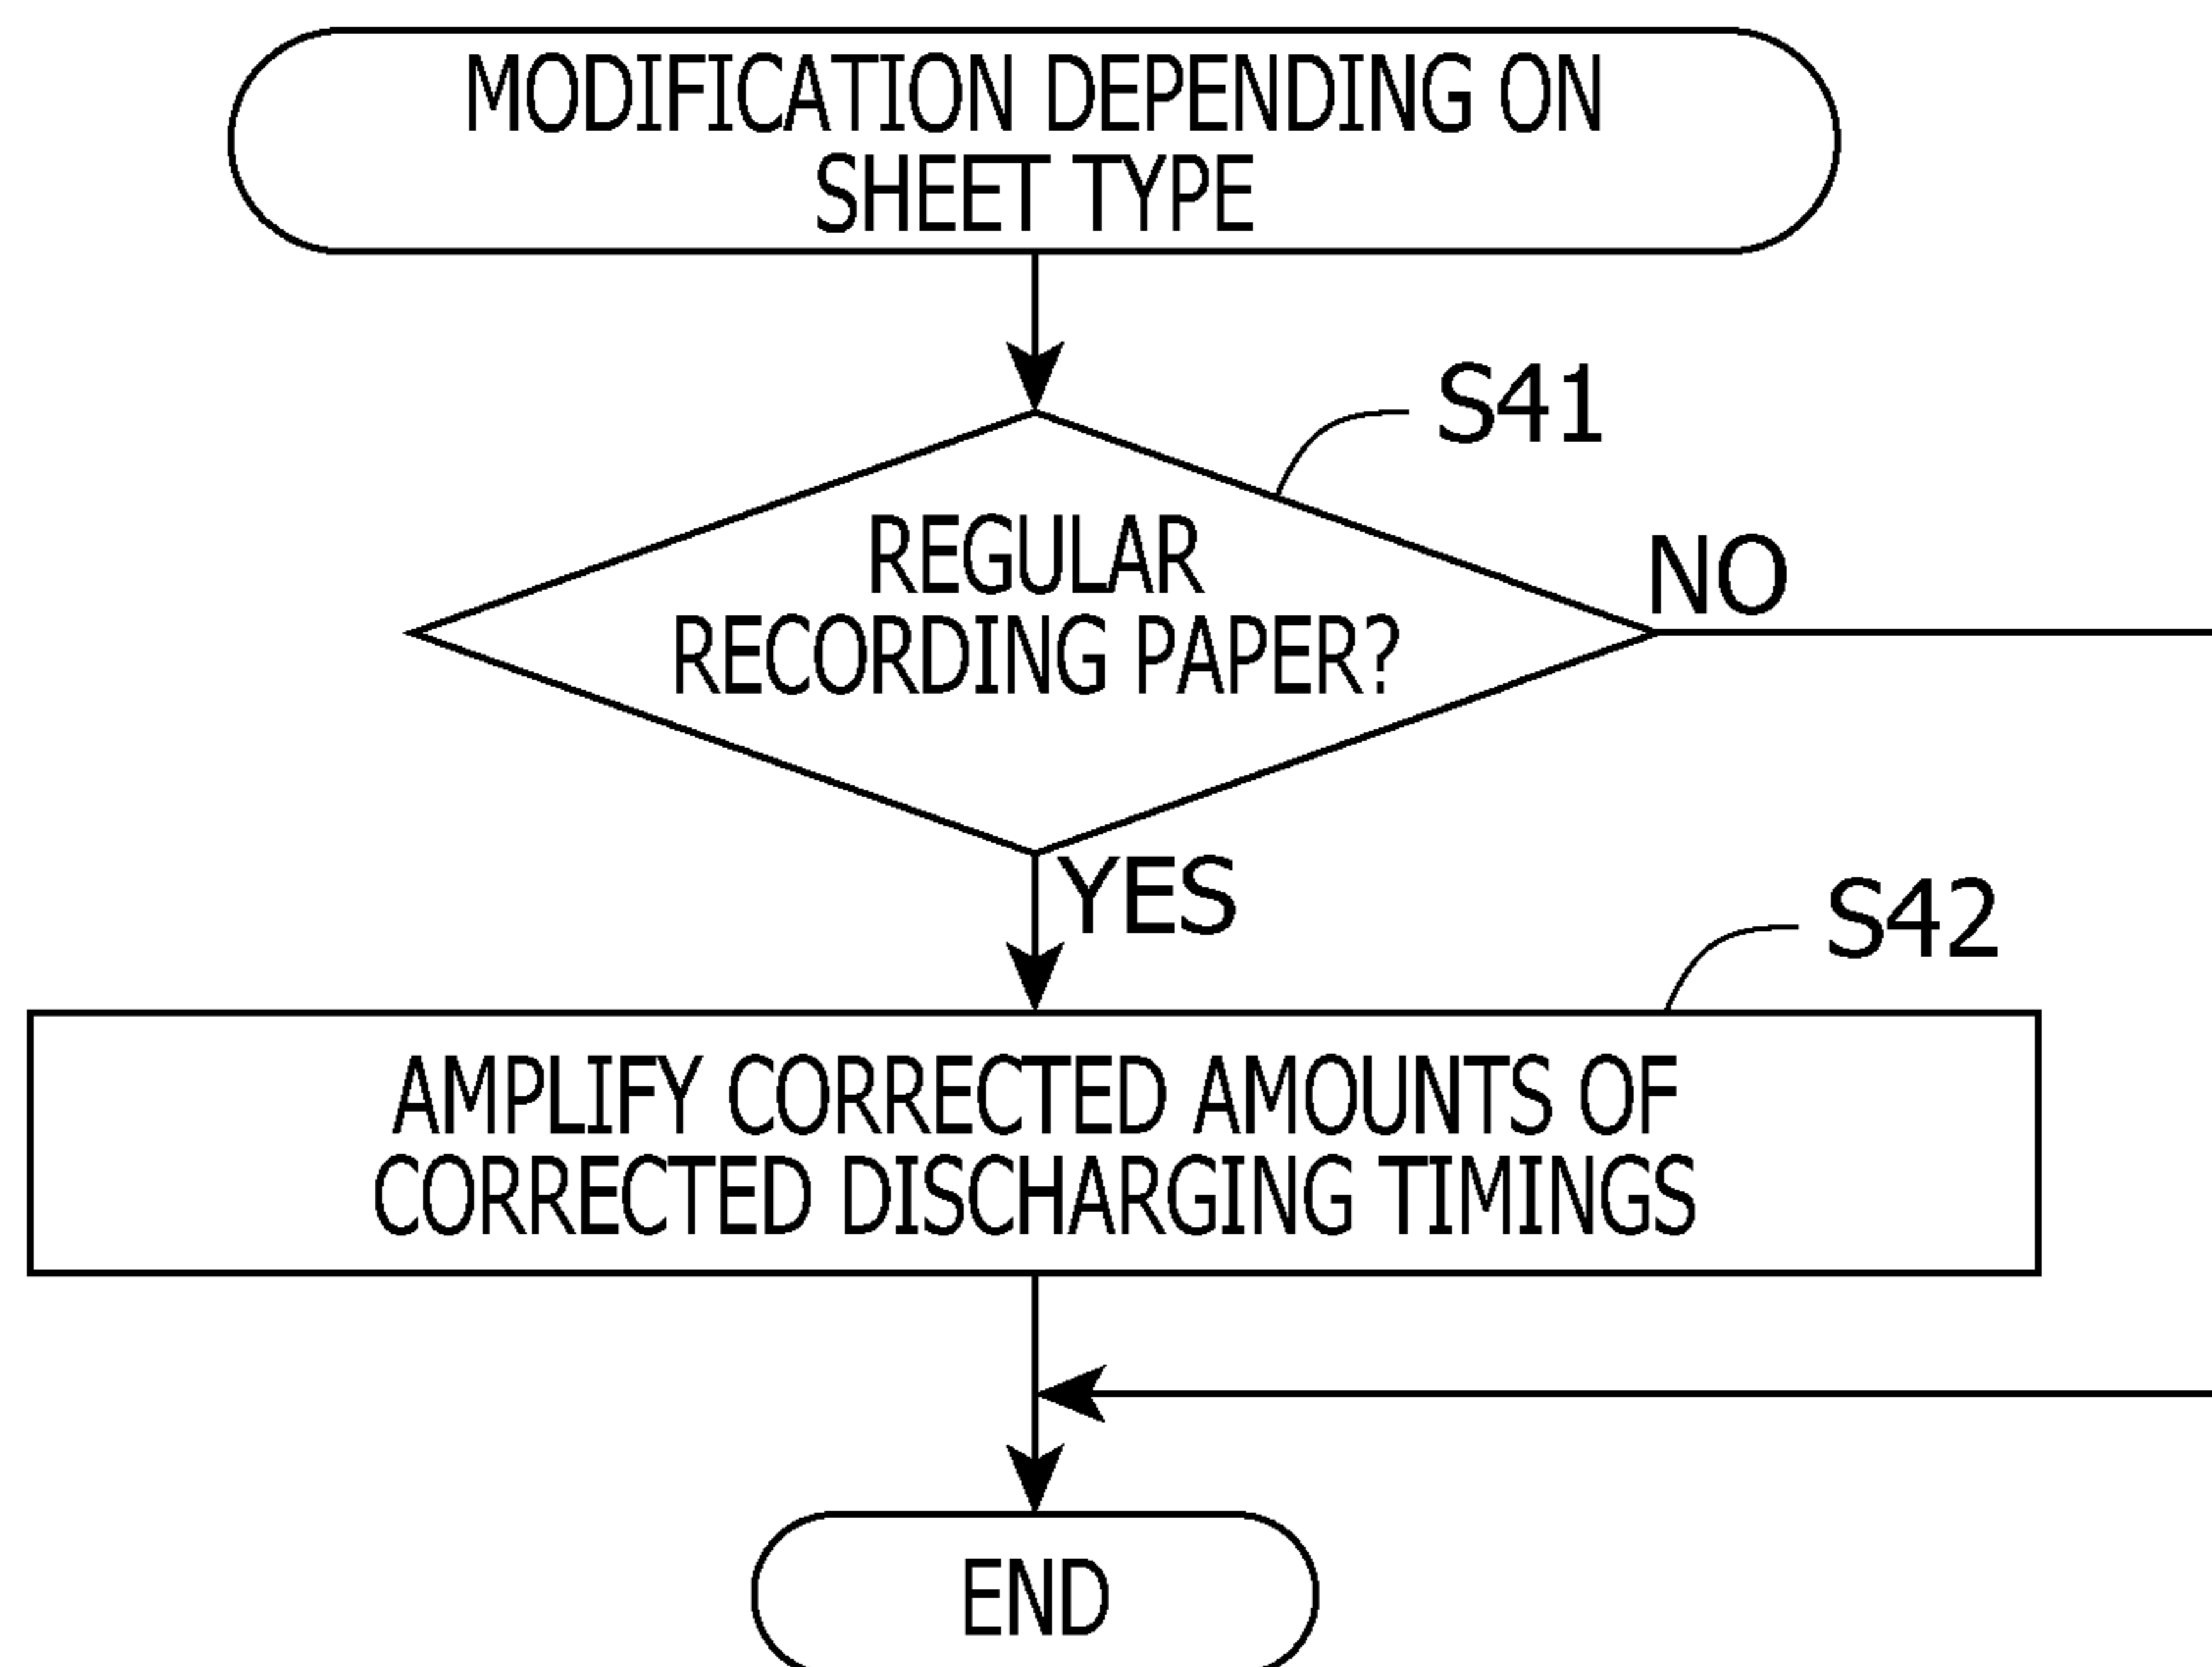 MODIFICATION DEPENDING ON
SHEET TYPE
S41
REGULAR
RECORDING PAPER?
NO
YES
S42
AMPLIFY CORRECTED AMOUNTS OF
CORRECTED DISCHARGING TIMINGS
END